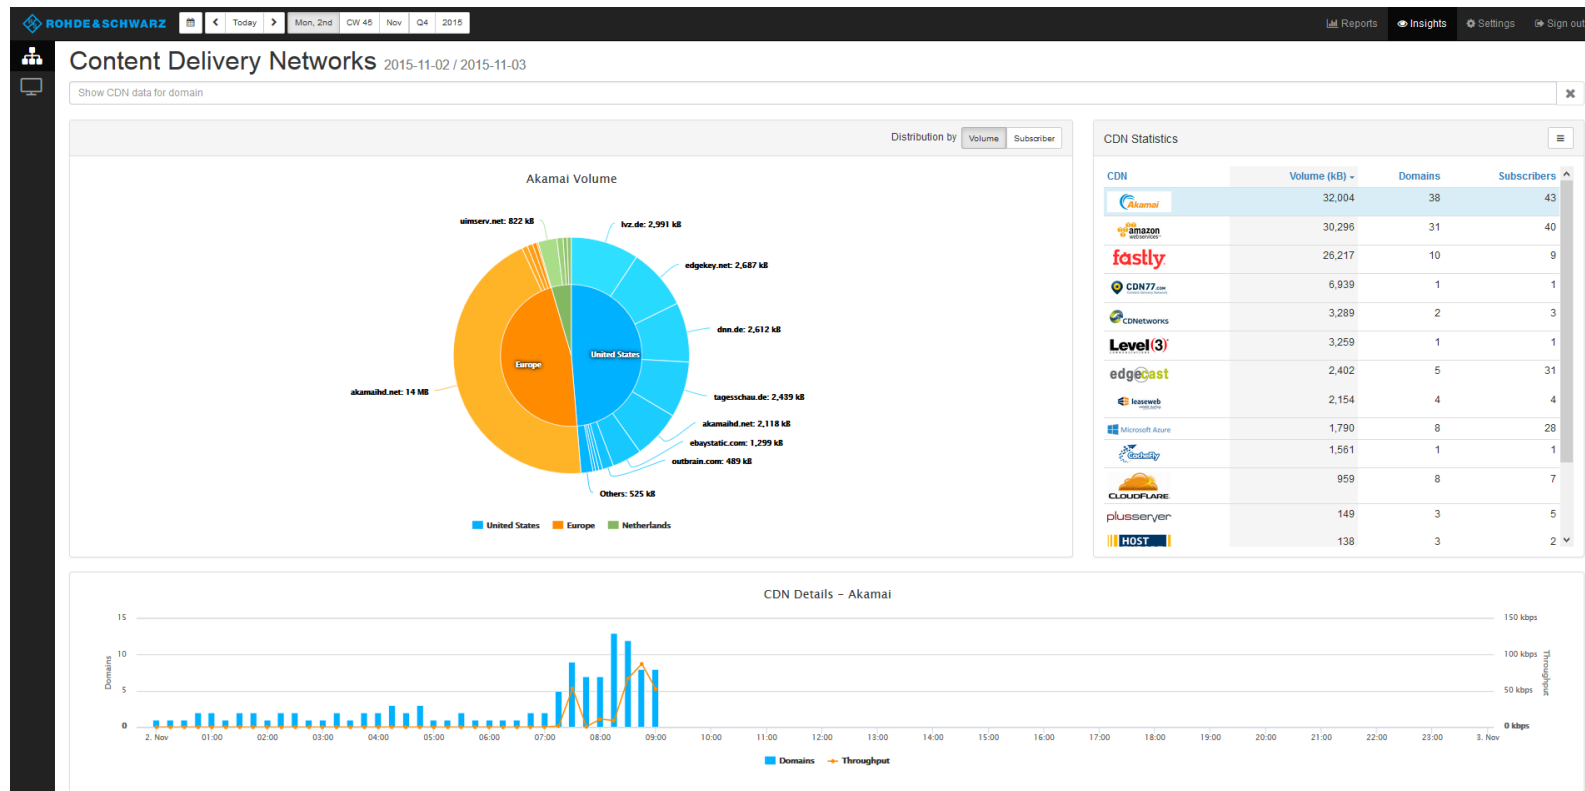 ROHDE&SCHWARZ Today Mon, 2nd CW 45 Nov Q4 2015 Reports Insights Settings Sign out
Content Delivery Networks 2015-11-02 / 2015-11-03
Show CDN data for domain
Distribution by Volume Subscriber
Akamai Volume
uimserv.net: 822 kB
lvz.de: 2,991 kB
edgekey.net: 2,687 kB
dnn.de: 2,612 kB
United States
Europe
akamaihd.net: 14 MB
tagesschau.de: 2,439 kB
akamaihd.net: 2,118 kB
ebaystatic.com: 1,299 kB
outbrain.com: 489 kB
Others: 525 kB
United States Europe Netherlands
CDN Statistics
CDN Volume (kB) Domains Subscribers
Akamai 32,004 38 43
amazon webservices 30,296 31 40
fastly 26,217 10 9
CDN77.com 6,939 1 1
CDNetworks 3,289 2 3
Level(3) 3,259 1 1
edgecast 2,402 5 31
leaseweb 2,154 4 4
Microsoft Azure 1,790 8 28
Cachefly 1,561 1 1
CLOUDFLARE 959 8 7
plusserver 149 3 5
HOST 138 3 2
CDN Details - Akamai
15 150 kbps
10 100 kbps
5 50 kbps
0 0 kbps
Domains
Throughput
2. Nov 01:00 02:00 03:00 04:00 05:00 06:00 07:00 08:00 09:00 10:00 11:00 12:00 13:00 14:00 15:00 16:00 17:00 18:00 19:00 20:00 21:00 22:00 23:00 3. Nov
Domains Throughput